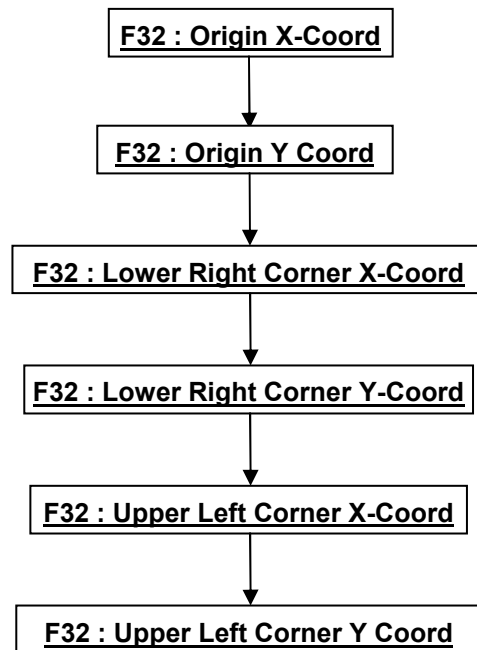 F32 : Origin X-Coord
F32 : Origin Y Coord
F32 : Lower Right Corner X-Coord
F32 : Lower Right Corner Y-Coord
F32 : Upper Left Corner X-Coord
F32 : Upper Left Corner Y Coord